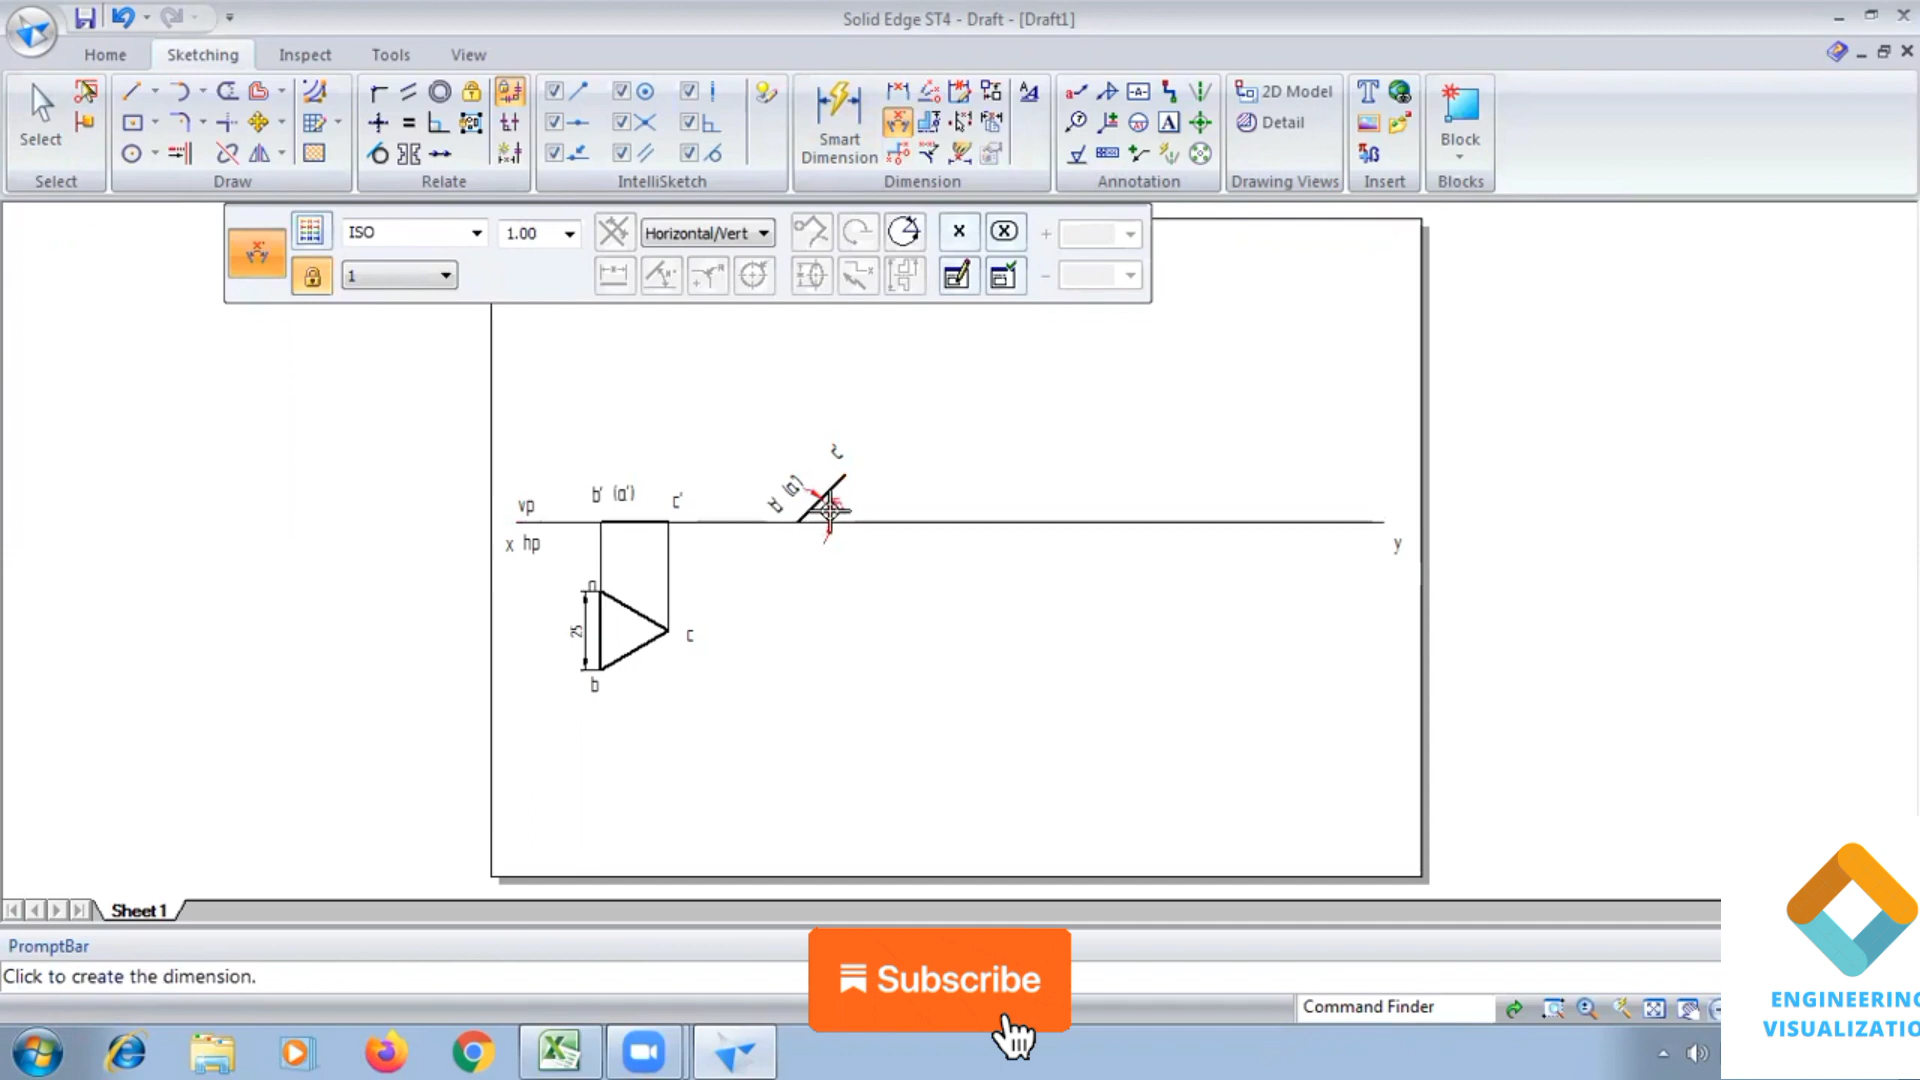 Solid Edge ST4 - Draft - [Draft1]
Home Sketching Inspect Tools View
Select
Smart
Dimension
2D Model
Detail
Block
Select Draw Relate IntelliSketch Dimension Annotation Drawing Views Insert Blocks
ISO 1.00 Horizontal/Vert
1
b' (a') c'
vp
x hp
y
25
c
b
Sheet 1
PromptBar
Click to create the dimension.
Subscribe
Command Finder
ENGINEERING
VISUALIZATIO